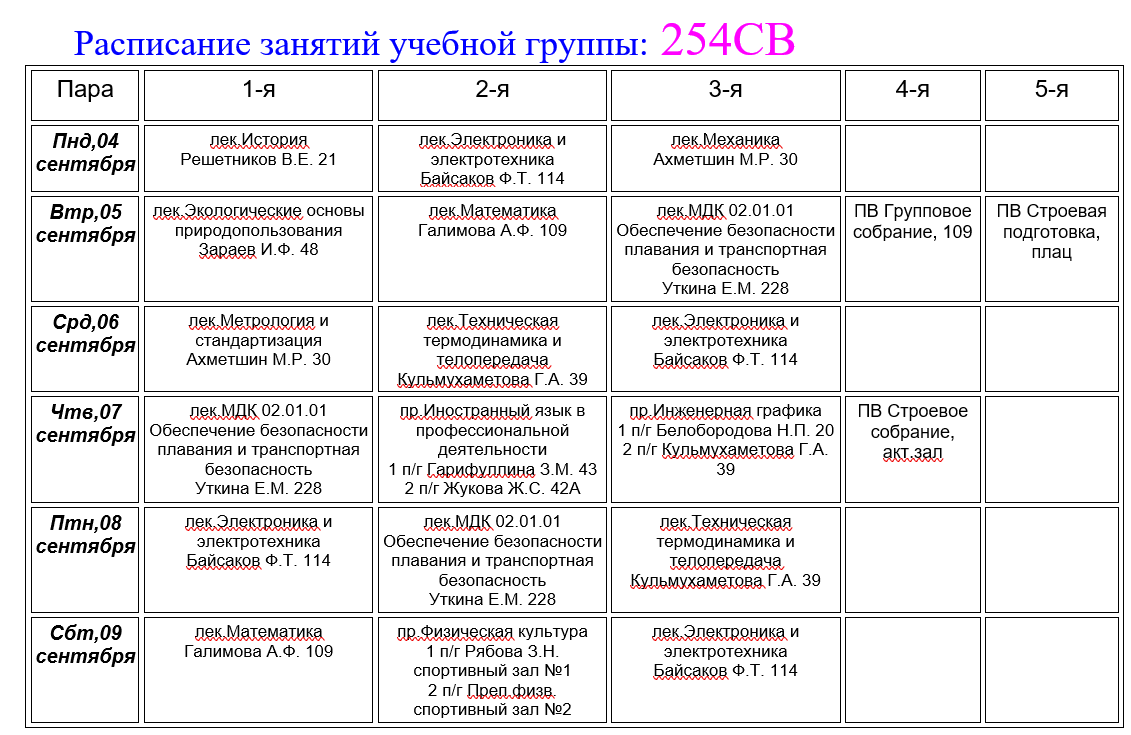 Расписание занятий учебной группы: 254СВ
Пара
1-я
2-я
3-я
4-я
5-я
Пнд,04
сентября
лек.История
Решетников В.Е. 21
лек.Электроника и
электротехника
Байсаков Ф.Т. 114
лек.Механика
Ахметшин М.Р. 30
Втр,05
сентября
лек.Экологические основы
природопользования
Зараев И.Ф. 48
лек.Математика
Галимова А.Ф. 109
лек.МДК 02.01.01
Обеспечение безопасности
плавания и транспортная
безопасность
Уткина Е.М. 228
ПВ Групповое
собрание, 109
ПВ Строевая
подготовка,
плац
Срд,06
сентября
лек.Метрология и
стандартизация
Ахметшин М.Р. 30
лек.Техническая
термодинамика и
телопередача
Кульмухаметова Г.А. 39
лек.Электроника и
электротехника
Байсаков Ф.Т. 114
Чтв,07
сентября
лек.МДК 02.01.01
Обеспечение безопасности
плавания и транспортная
безопасность
Уткина Е.М. 228
пр.Иностранный язык в
профессиональной
деятельности
1 п/г Гарифуллина З.М. 43
2 п/г Жукова Ж.С. 42А
пр.Инженерная графика
1 п/г Белобородова Н.П. 20
2 п/г Кульмухаметова Г.А.
39
ПВ Строевое
собрание,
акт.зал
Птн,08
сентября
лек.Электроника и
электротехника
Байсаков Ф.Т. 114
лек.МДК 02.01.01
Обеспечение безопасности
плавания и транспортная
безопасность
Уткина Е.М. 228
лек.Техническая
термодинамика и
телопередача
Кульмухаметова Г.А. 39
Сбт,09
сентября
лек.Математика
Галимова А.Ф. 109
пр.Физическая культура
1 п/г Рябова З.Н.
спортивный зал №1
2 п/г Преп.физв.
спортивный зал №2
лек.Электроника и
электротехника
Байсаков Ф.Т. 114